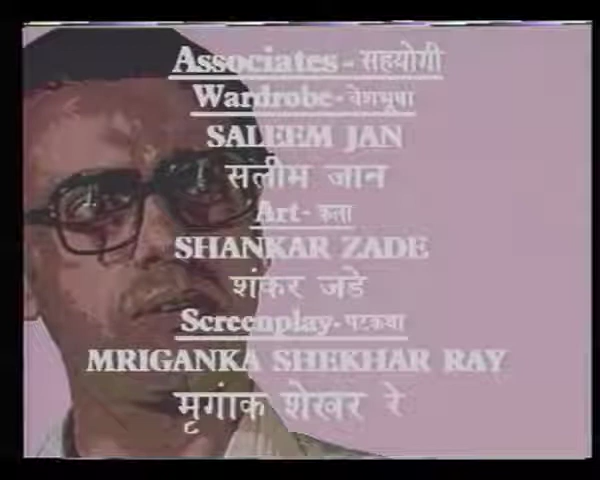 Associates - सहयोगी
Wardrobe- वेशभूषा
SALEEM JAN
सलीम जान
Art- कला
SHANKAR ZADE
शंकर जडे
Screenplay- पटकथा
MRIGANKA SHEKHAR RAY
मृगांक शेखर रे